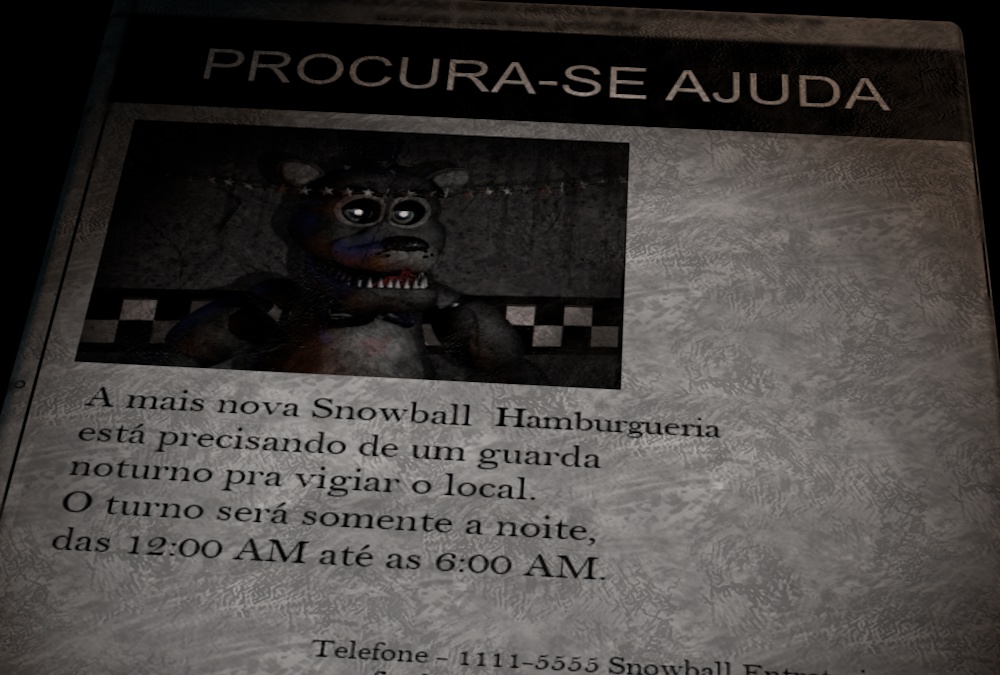 PROCURA-SE AJUDA
A mais nova Snowball Hamburgueria
está precisando de um guarda
noturno pra vigiar o local.
O turno será somente a noite,
das 12:00 AM até as 6:00 AM.
Telefone - 1111-5555 Snowball